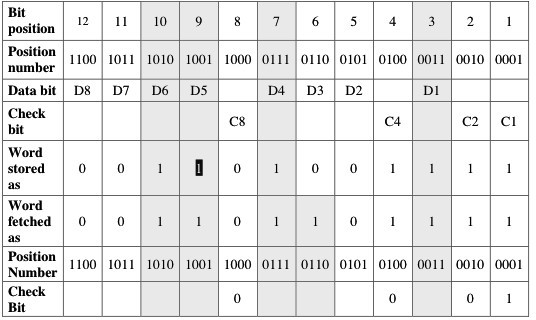 Bit position 12 11 10 9 8 7 6 5 4 3 2 1
Position number 1100 1011 1010 1001 1000 0111 0110 0101 0100 0011 0010 0001
Data bit D8 D7 D6 D5 D4 D3 D2 D1
Check bit C8 C4 C2 C1
Word stored as 0 0 1 1 0 1 0 0 1 1 1 1
Word fetched as 0 0 1 1 0 1 1 0 1 1 1 1
Position Number 1100 1011 1010 1001 1000 0111 0110 0101 0100 0011 0010 0001
Check Bit 0 0 0 1